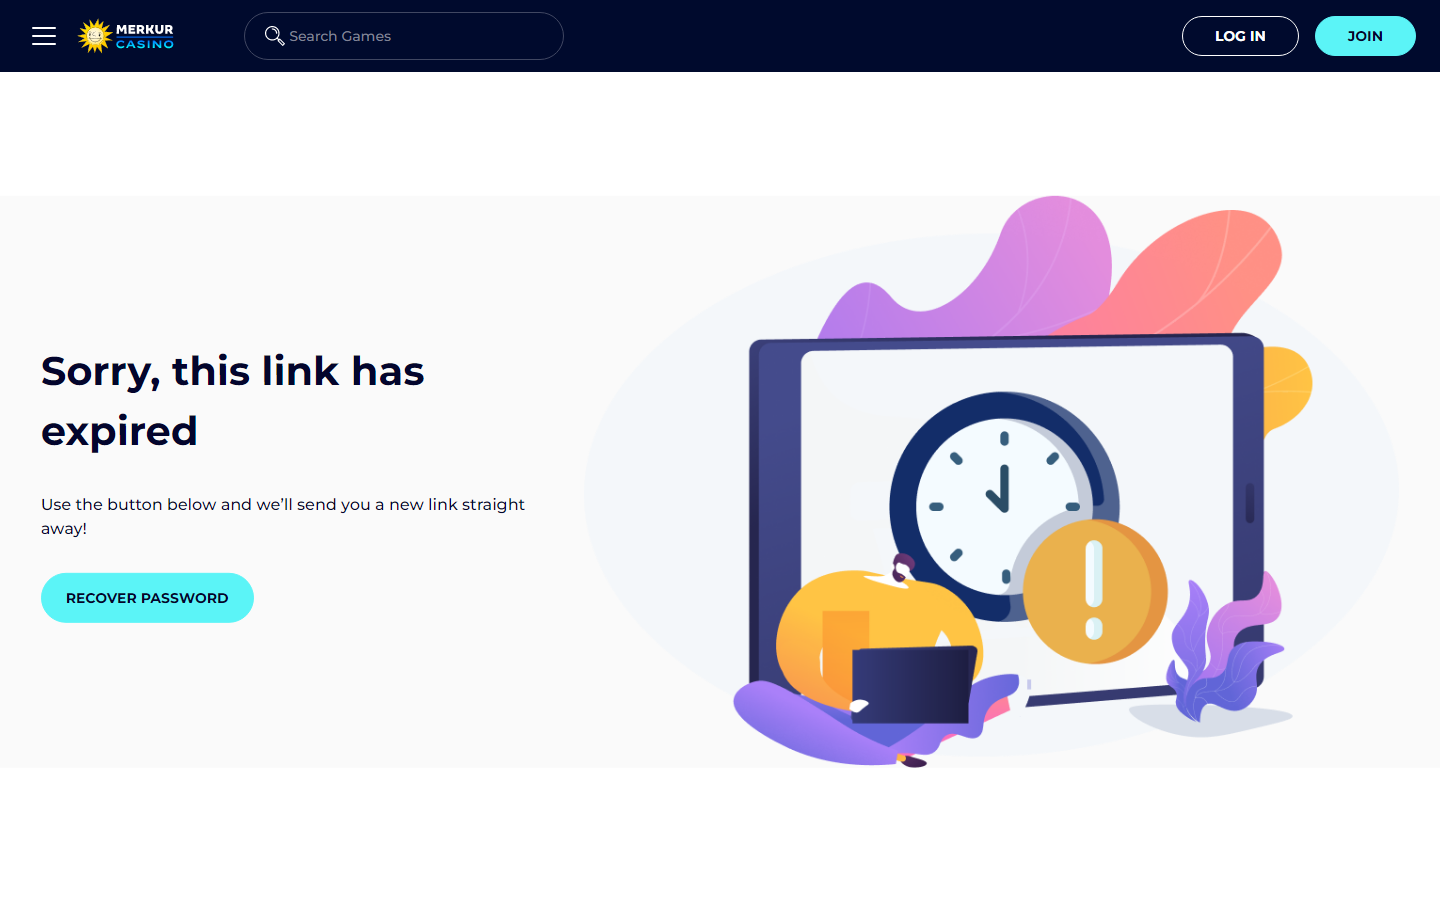 MERKUR
CASINO
Search Games
LOG IN
JOIN
Sorry, this link has
expired
Use the button below and we’ll send you a new link straight
away!
RECOVER PASSWORD